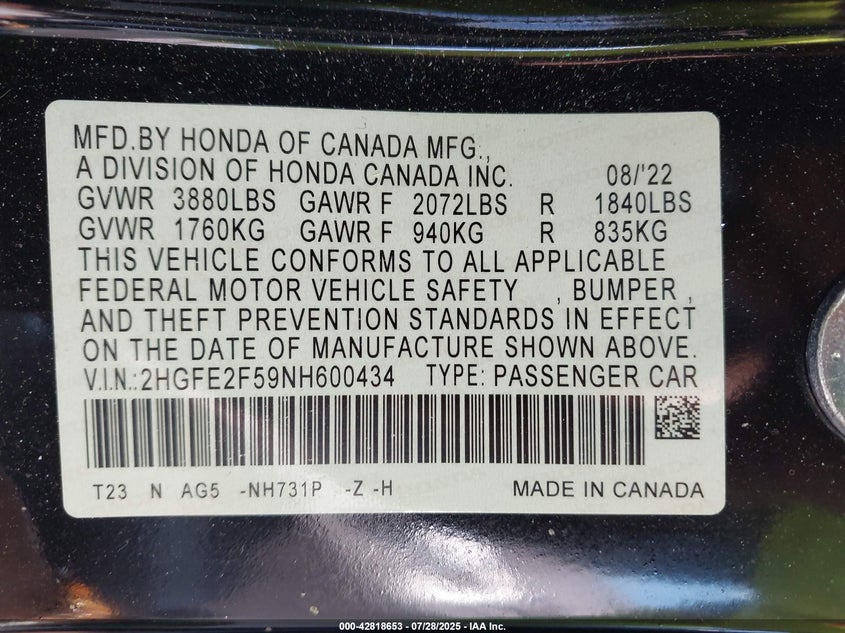 MFD.BY HONDA OF CANADA MFG.,
A DIVISION OF HONDA CANADA INC. 08/'22
GVWR 3880LBS GAWR F 2072LBS R 1840LBS
GVWR 1760KG GAWR F 940KG R 835KG
THIS VEHICLE CONFORMS TO ALL APPLICABLE
FEDERAL MOTOR VEHICLE SAFETY , BUMPER ,
AND THEFT PREVENTION STANDARDS IN EFFECT
ON THE DATE OF MANUFACTURE SHOWN ABOVE.
V.I.N.:2HGFE2F59NH600434 TYPE: PASSENGER CAR
T23 N AG5 -NH731P -Z -H MADE IN CANADA
000-42818653 - 07/28/2025 - IAA Inc.